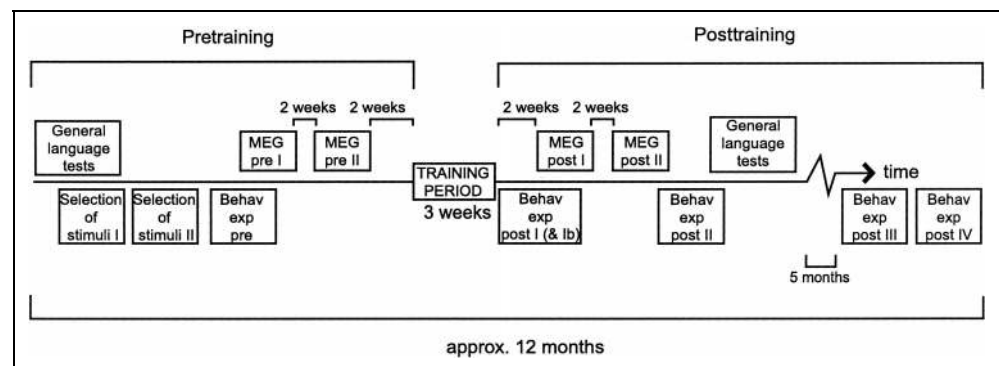 Pretraining
Posttraining
2 weeks
2 weeks
2 weeks
2 weeks
General
language
tests
MEG
pre I
MEG
pre II
MEG
post I
MEG
post II
General
language
tests
TRAINING
PERIOD
3 weeks
time
Selection
of
stimuli I
Selection
of
stimuli II
Behav
exp
pre
Behav
exp
post I (& Ib)
Behav
exp
post II
Behav
exp
post III
Behav
exp
post IV
5 months
approx. 12 months